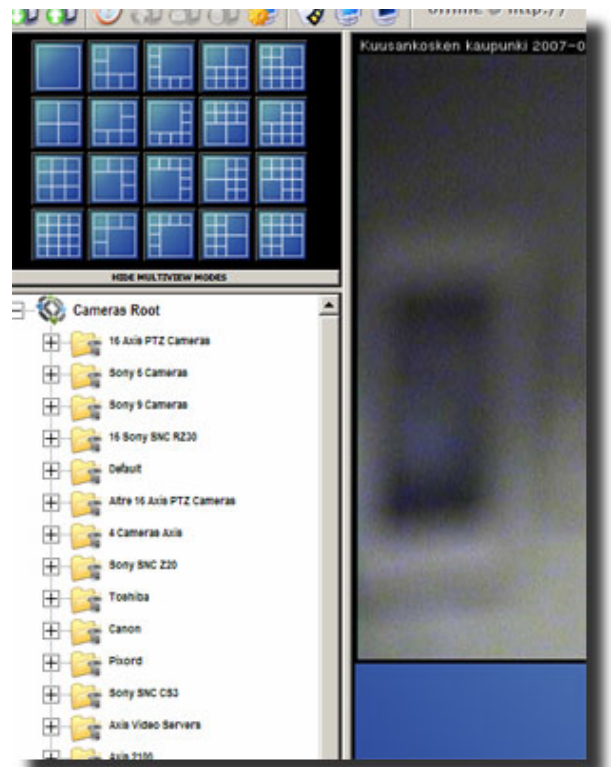 Kuusankosken kaupunki 2007-0
HIDE MULTIVIEW MODES
Cameras Root
16 Axis PTZ Cameras
Sony 6 Cameras
Sony 9 Cameras
16 Sony SNC RZ30
Default
Altre 16 Axis PTZ Cameras
4 Cameras Axis
Sony SNC Z20
Toshiba
Canon
Pixord
Sony SNC CS3
Axis Video Servers
Axis 2100